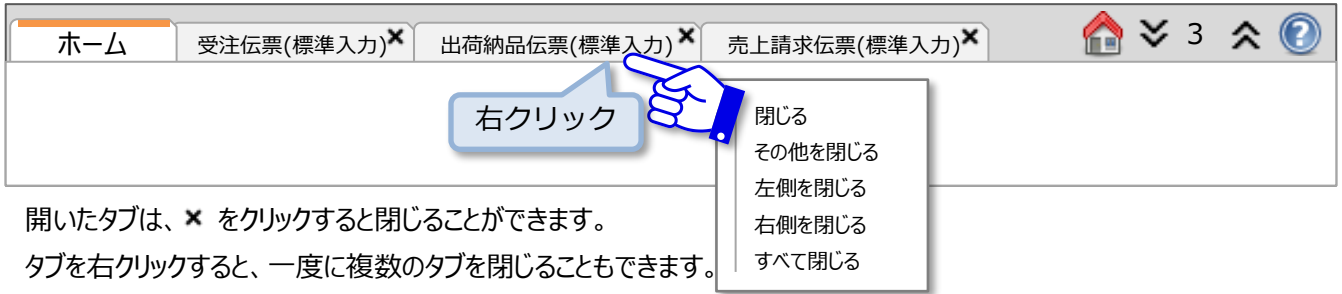 ホーム 受注伝票(標準入力)× 出荷納品伝票(標準入力)× 売上請求伝票(標準入力)× 3 ?
右クリック
閉じる
その他を閉じる
左側を閉じる
右側を閉じる
すべて閉じる
開いたタブは、× をクリックすると閉じることができます。
タブを右クリックすると、一度に複数のタブを閉じることもできます。